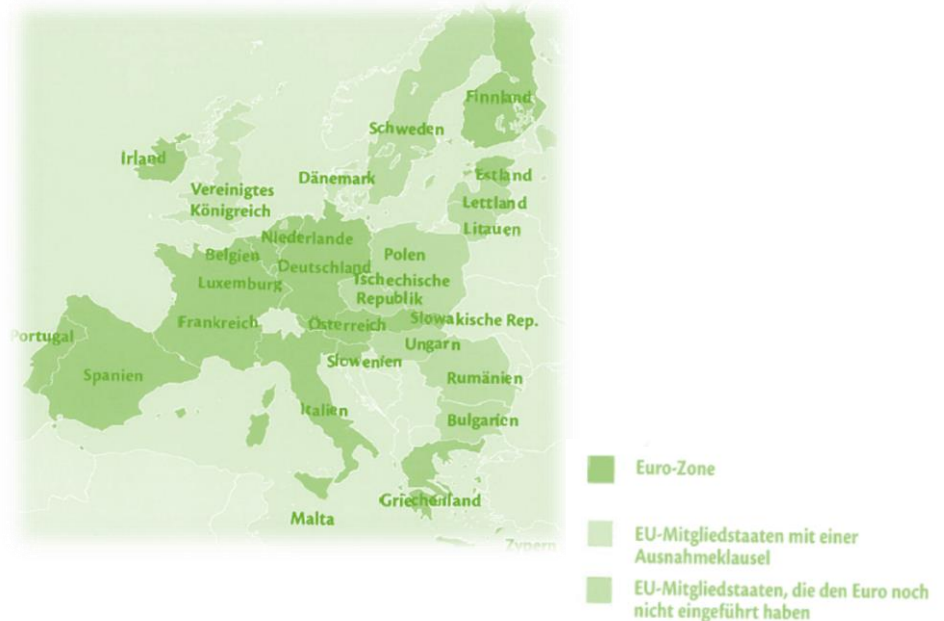 Finnland
Schweden
Irland
Estland
Dänemark
Vereinigtes
Königreich
Lettland
Litauen
Niederlande
Belgien
Polen
Deutschland
Luxemburg
Tschechische
Republik
Frankreich
Österreich
Slowakische Rep.
Portugal
Ungarn
Slowenien
Spanien
Rumänien
Italien
Bulgarien
Griechenland
Malta
Zypern
Euro-Zone
EU-Mitgliedstaaten mit einer
Ausnahmeklausel
EU-Mitgliedstaaten, die den Euro noch
nicht eingeführt haben